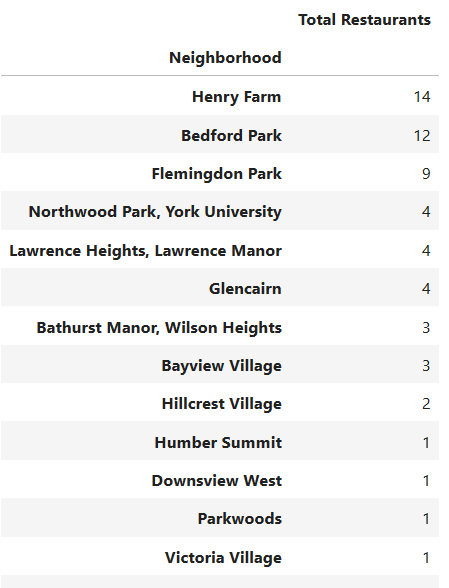 Total Restaurants
Neighborhood
Henry Farm 14
Bedford Park 12
Flemingdon Park 9
Northwood Park, York University 4
Lawrence Heights, Lawrence Manor 4
Glencairn 4
Bathurst Manor, Wilson Heights 3
Bayview Village 3
Hillcrest Village 2
Humber Summit 1
Downsview West 1
Parkwoods 1
Victoria Village 1